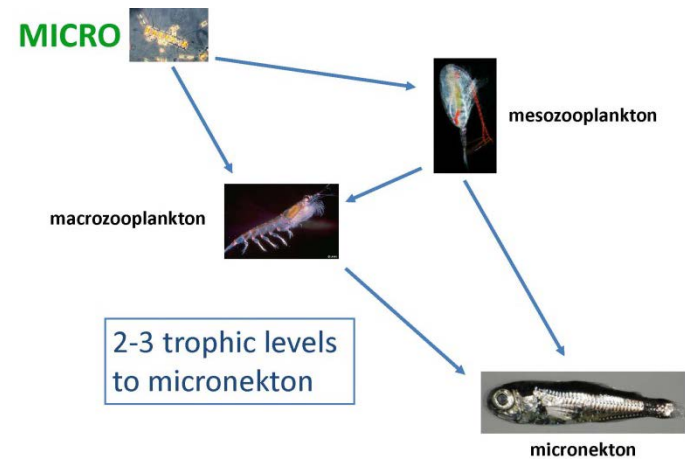 MICRO
mesozooplankton
macrozooplankton
2-3 trophic levels
to micronekton
micronekton